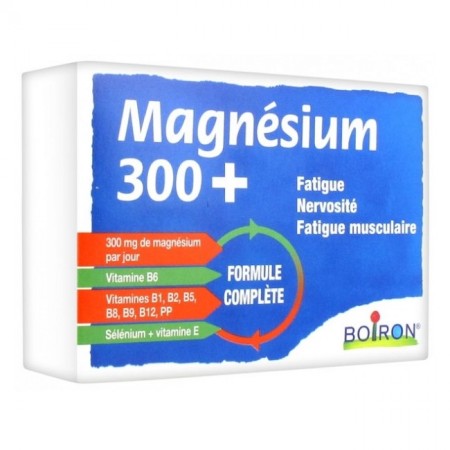 Magnésium
300+
Fatigue
Nervosité
Fatigue musculaire
300 mg de magnésium
par jour
Vitamine B6
Vitamines B1, B2, B5,
B8, B9, B12, PP
Sélénium + vitamine E
FORMULE
COMPLÈTE
BOIRON®